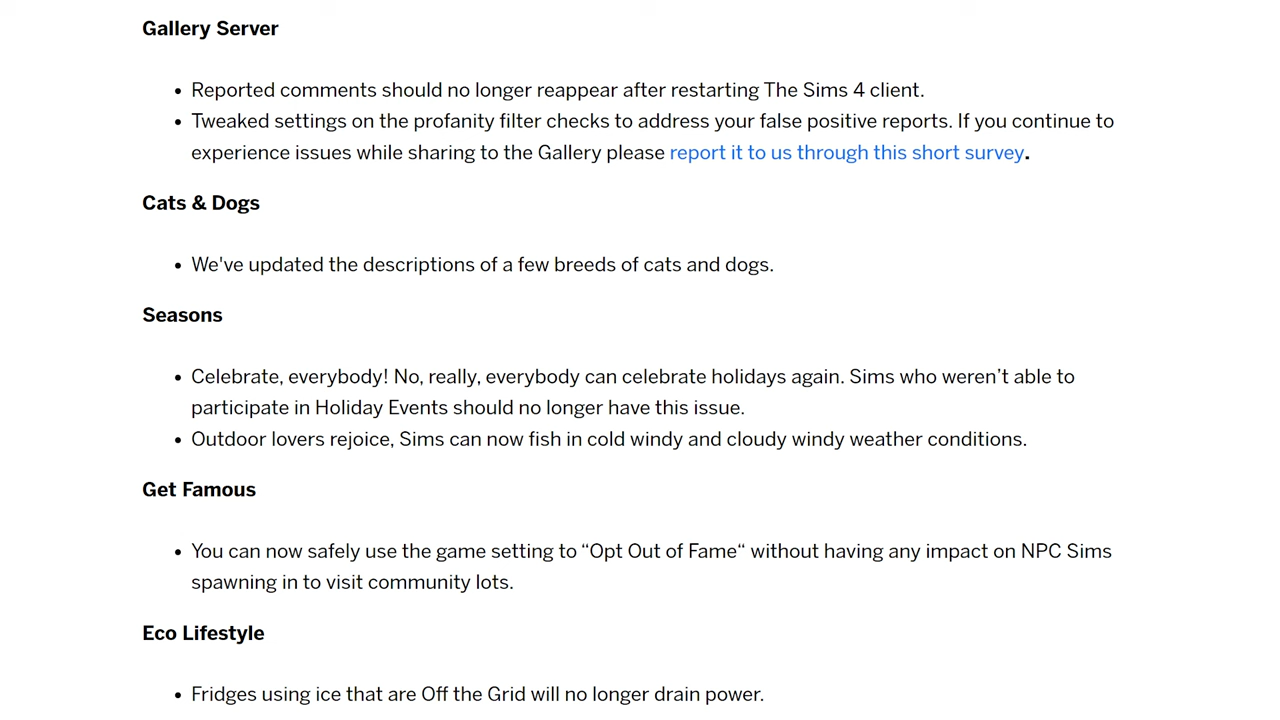 Gallery Server
• Reported comments should no longer reappear after restarting The Sims 4 client.
• Tweaked settings on the profanity filter checks to address your false positive reports. If you continue to
experience issues while sharing to the Gallery please report it to us through this short survey.
Cats & Dogs
• We've updated the descriptions of a few breeds of cats and dogs.
Seasons
• Celebrate, everybody! No, really, everybody can celebrate holidays again. Sims who weren’t able to
participate in Holiday Events should no longer have this issue.
• Outdoor lovers rejoice, Sims can now fish in cold windy and cloudy windy weather conditions.
Get Famous
• You can now safely use the game setting to “Opt Out of Fame“ without having any impact on NPC Sims
spawning in to visit community lots.
Eco Lifestyle
• Fridges using ice that are Off the Grid will no longer drain power.